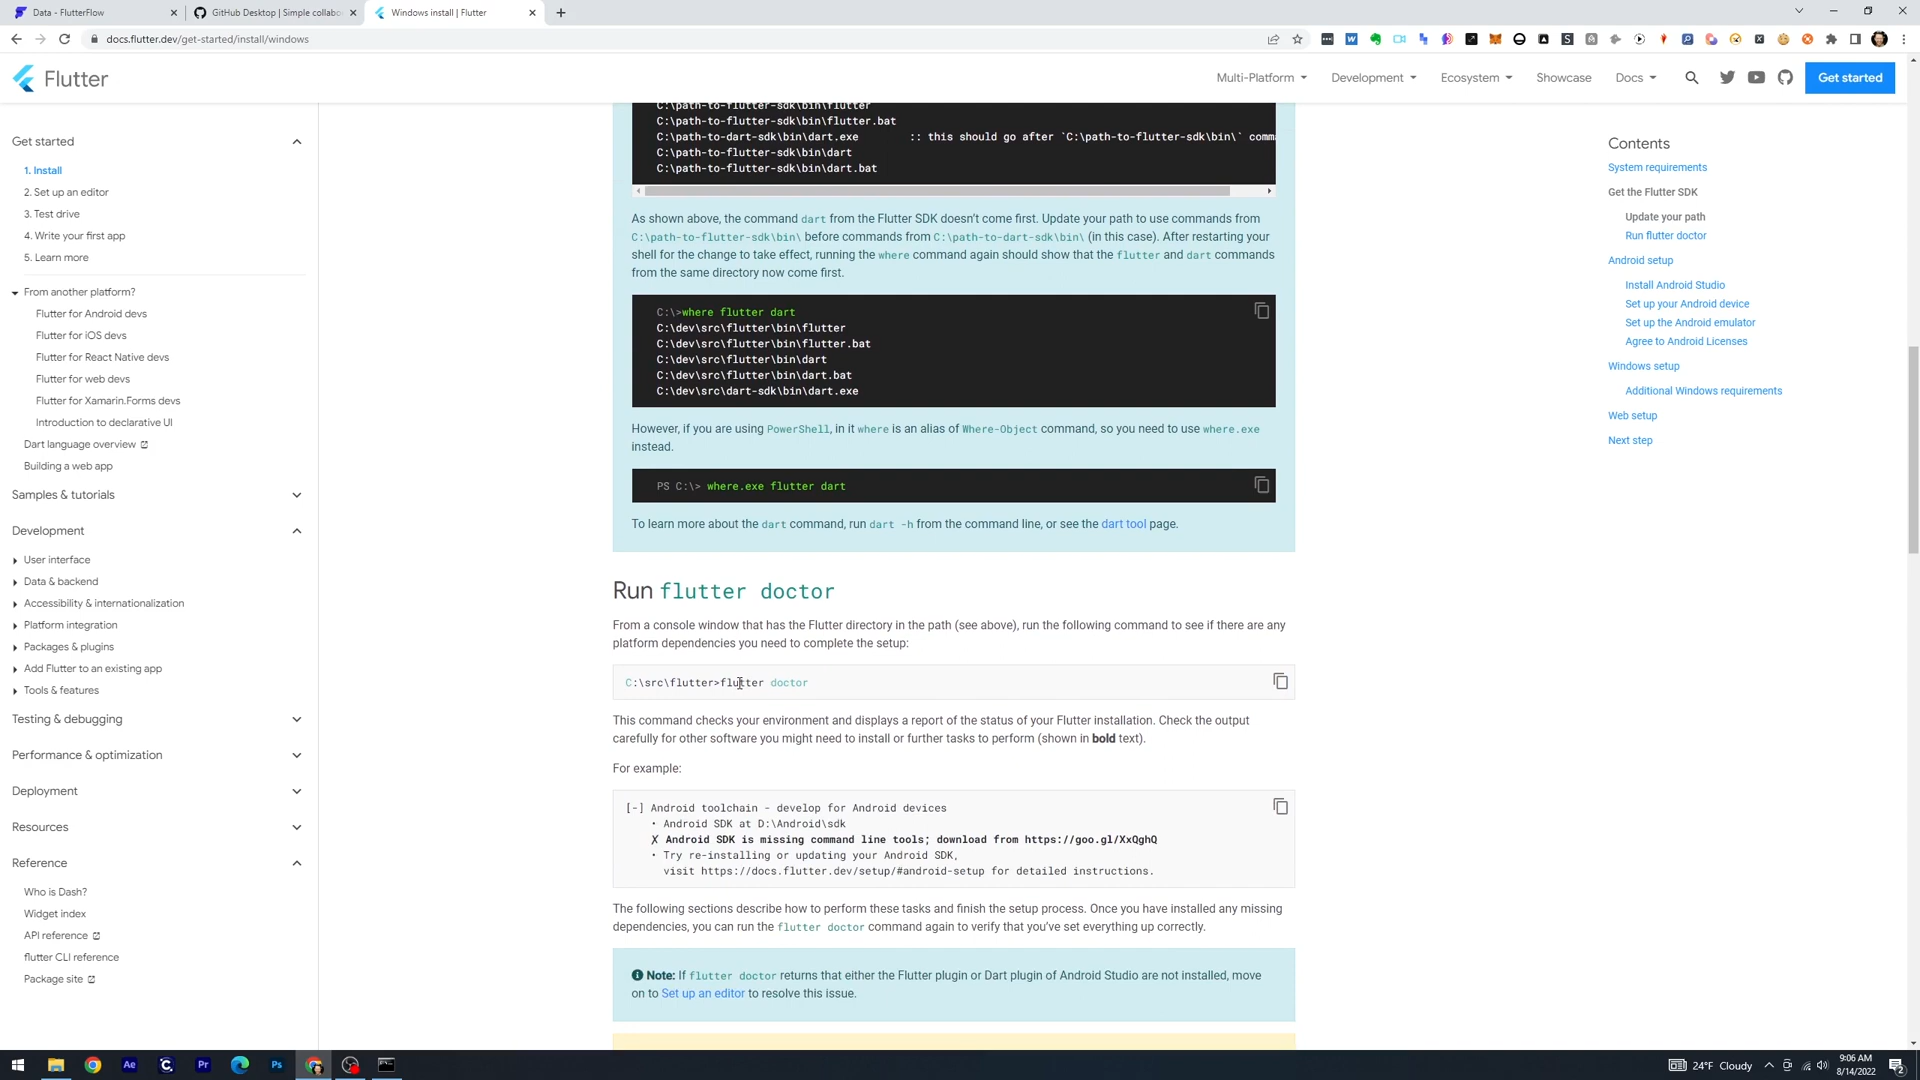 Data - FlutterFlow
GitHub Desktop | Simple collabo
Windows install | Flutter
docs.flutter.dev/get-started/install/windows
Flutter
Multi-Platform
Development
Ecosystem
Showcase
Docs
Get started
Get started
1. Install
2. Set up an editor
3. Test drive
4. Write your first app
5. Learn more
From another platform?
Flutter for Android devs
Flutter for iOS devs
Flutter for React Native devs
Flutter for web devs
Flutter for Xamarin.Forms devs
Introduction to declarative UI
Dart language overview
Building a web app
Samples & tutorials
Development
User interface
Data & backend
Accessibility & internationalization
Platform integration
Packages & plugins
Add Flutter to an existing app
Tools & features
Testing & debugging
Performance & optimization
Deployment
Resources
Reference
Who is Dash?
Widget index
API reference
flutter CLI reference
Package site
C:\path-to-flutter-sdk\bin\flutter
C:\path-to-flutter-sdk\bin\flutter.bat
C:\path-to-dart-sdk\bin\dart.exe :: this should go after `C:\path-to-flutter-sdk\bin\` comma
C:\path-to-flutter-sdk\bin\dart
C:\path-to-flutter-sdk\bin\dart.bat
As shown above, the command dart from the Flutter SDK doesn't come first. Update your path to use commands from
C:\path-to-flutter-sdk\bin\ before commands from C:\path-to-dart-sdk\bin\ (in this case). After restarting your
shell for the change to take effect, running the where command again should show that the flutter and dart commands
from the same directory now come first.
C:\>where flutter dart
C:\dev\src\flutter\bin\flutter
C:\dev\src\flutter\bin\flutter.bat
C:\dev\src\flutter\bin\dart
C:\dev\src\flutter\bin\dart.bat
C:\dev\src\dart-sdk\bin\dart.exe
However, if you are using PowerShell, in it where is an alias of Where-Object command, so you need to use where.exe
instead.
PS C:\> where.exe flutter dart
To learn more about the dart command, run dart -h from the command line, or see the dart tool page.
Run flutter doctor
From a console window that has the Flutter directory in the path (see above), run the following command to see if there are any
platform dependencies you need to complete the setup:
C:\src\flutter>flutter doctor
This command checks your environment and displays a report of the status of your Flutter installation. Check the output
carefully for other software you might need to install or further tasks to perform (shown in bold text).
For example:
[-] Android toolchain - develop for Android devices
• Android SDK at D:\Android\sdk
✗ Android SDK is missing command line tools; download from https://goo.gl/XxQghQ
• Try re-installing or updating your Android SDK,
visit https://docs.flutter.dev/setup/#android-setup for detailed instructions.
The following sections describe how to perform these tasks and finish the setup process. Once you have installed any missing
dependencies, you can run the flutter doctor command again to verify that you've set everything up correctly.
Note: If flutter doctor returns that either the Flutter plugin or Dart plugin of Android Studio are not installed, move
on to Set up an editor to resolve this issue.
Contents
System requirements
Get the Flutter SDK
Update your path
Run flutter doctor
Android setup
Install Android Studio
Set up your Android device
Set up the Android emulator
Agree to Android Licenses
Windows setup
Additional Windows requirements
Web setup
Next step
Ae
Pr
Ps
24°F Cloudy
9:06 AM
8/14/2022
2